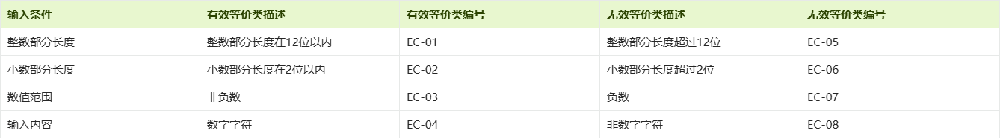 输入条件 有效等价类描述 有效等价类编号 无效等价类描述 无效等价类编号
整数部分长度 整数部分长度在12位以内 EC-01 整数部分长度超过12位 EC-05
小数部分长度 小数部分长度在2位以内 EC-02 小数部分长度超过2位 EC-06
数值范围 非负数 EC-03 负数 EC-07
输入内容 数字字符 EC-04 非数字字符 EC-08